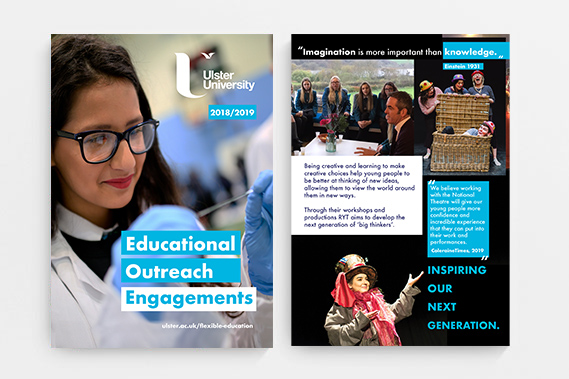 Ulster
University
2018/2019
Educational
Outreach
Engagements
ulster.ac.uk/flexible-education
“Imagination is more important than knowledge.„
Einstein 1931
Being creative and learning to make
creative choices help young people to
be better at thinking of new ideas,
allowing them to view the world around
them in new ways.
Through their workshops and
productions RYT aims to develop the
next generation of ‘big thinkers’.
“We believe working
with the National
Theatre will give our
young people more
confidence and
incredible experience
that they can put into
their work and
performances.
ColeraineTimes, 2019
”
INSPIRING
OUR
NEXT
GENERATION.